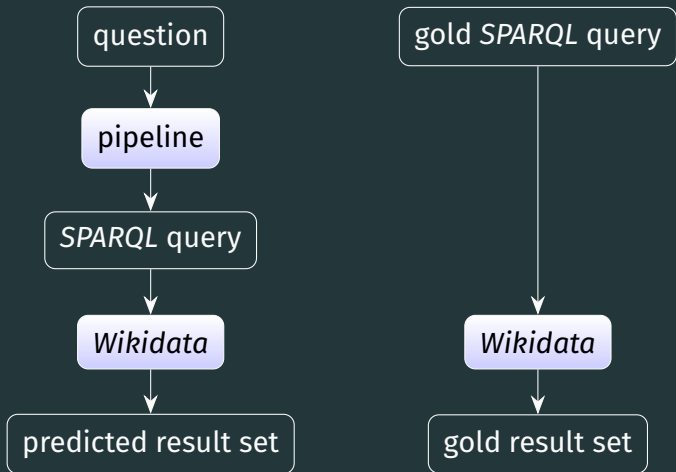 question
pipeline
SPARQL query
Wikidata
predicted result set
gold SPARQL query
Wikidata
gold result set